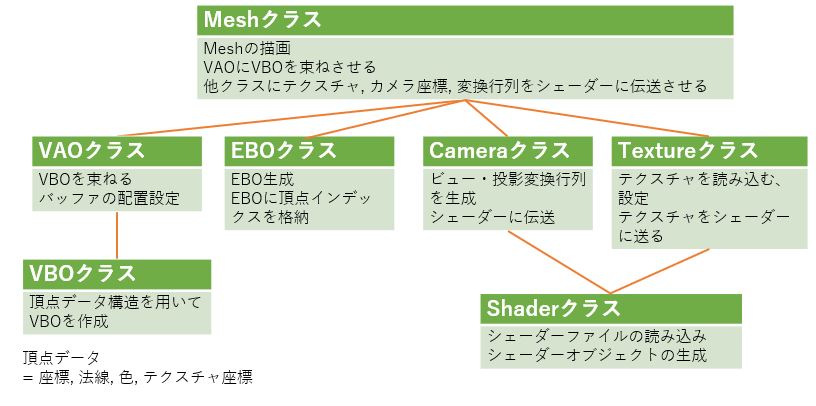 Meshクラス
Meshの描画
VAOにVBOを束ねさせる
他クラスにテクスチャ, カメラ座標, 変換行列をシェーダーに伝送させる
VAOクラス
VBOを束ねる
バッファの配置設定
EBOクラス
EBO生成
EBOに頂点インデッ
クスを格納
Cameraクラス
ビュー・投影変換行列
を生成
シェーダーに伝送
Textureクラス
テクスチャを読み込む、
設定
テクスチャをシェーダー
に送る
VBOクラス
頂点データ構造を用いて
VBOを作成
Shaderクラス
シェーダーファイルの読み込み
シェーダーオブジェクトの生成
頂点データ
= 座標, 法線, 色, テクスチャ座標